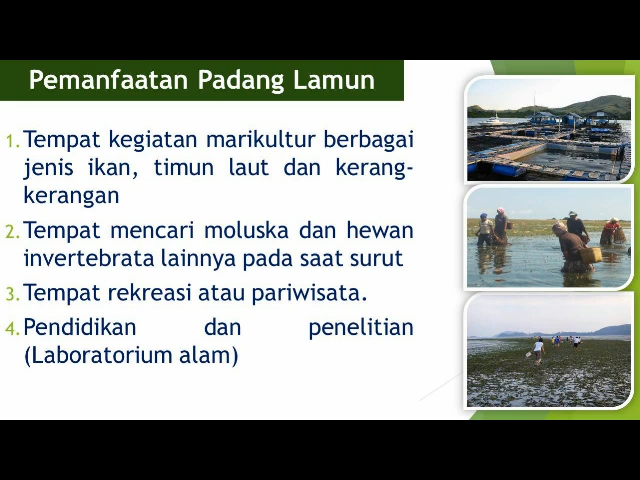 Pemanfaatan Padang Lamun
1. Tempat kegiatan marikultur berbagai
jenis ikan, timun laut dan kerang-
kerangan
2. Tempat mencari moluska dan hewan
invertebrata lainnya pada saat surut
3. Tempat rekreasi atau pariwisata.
4. Pendidikan dan penelitian
(Laboratorium alam)